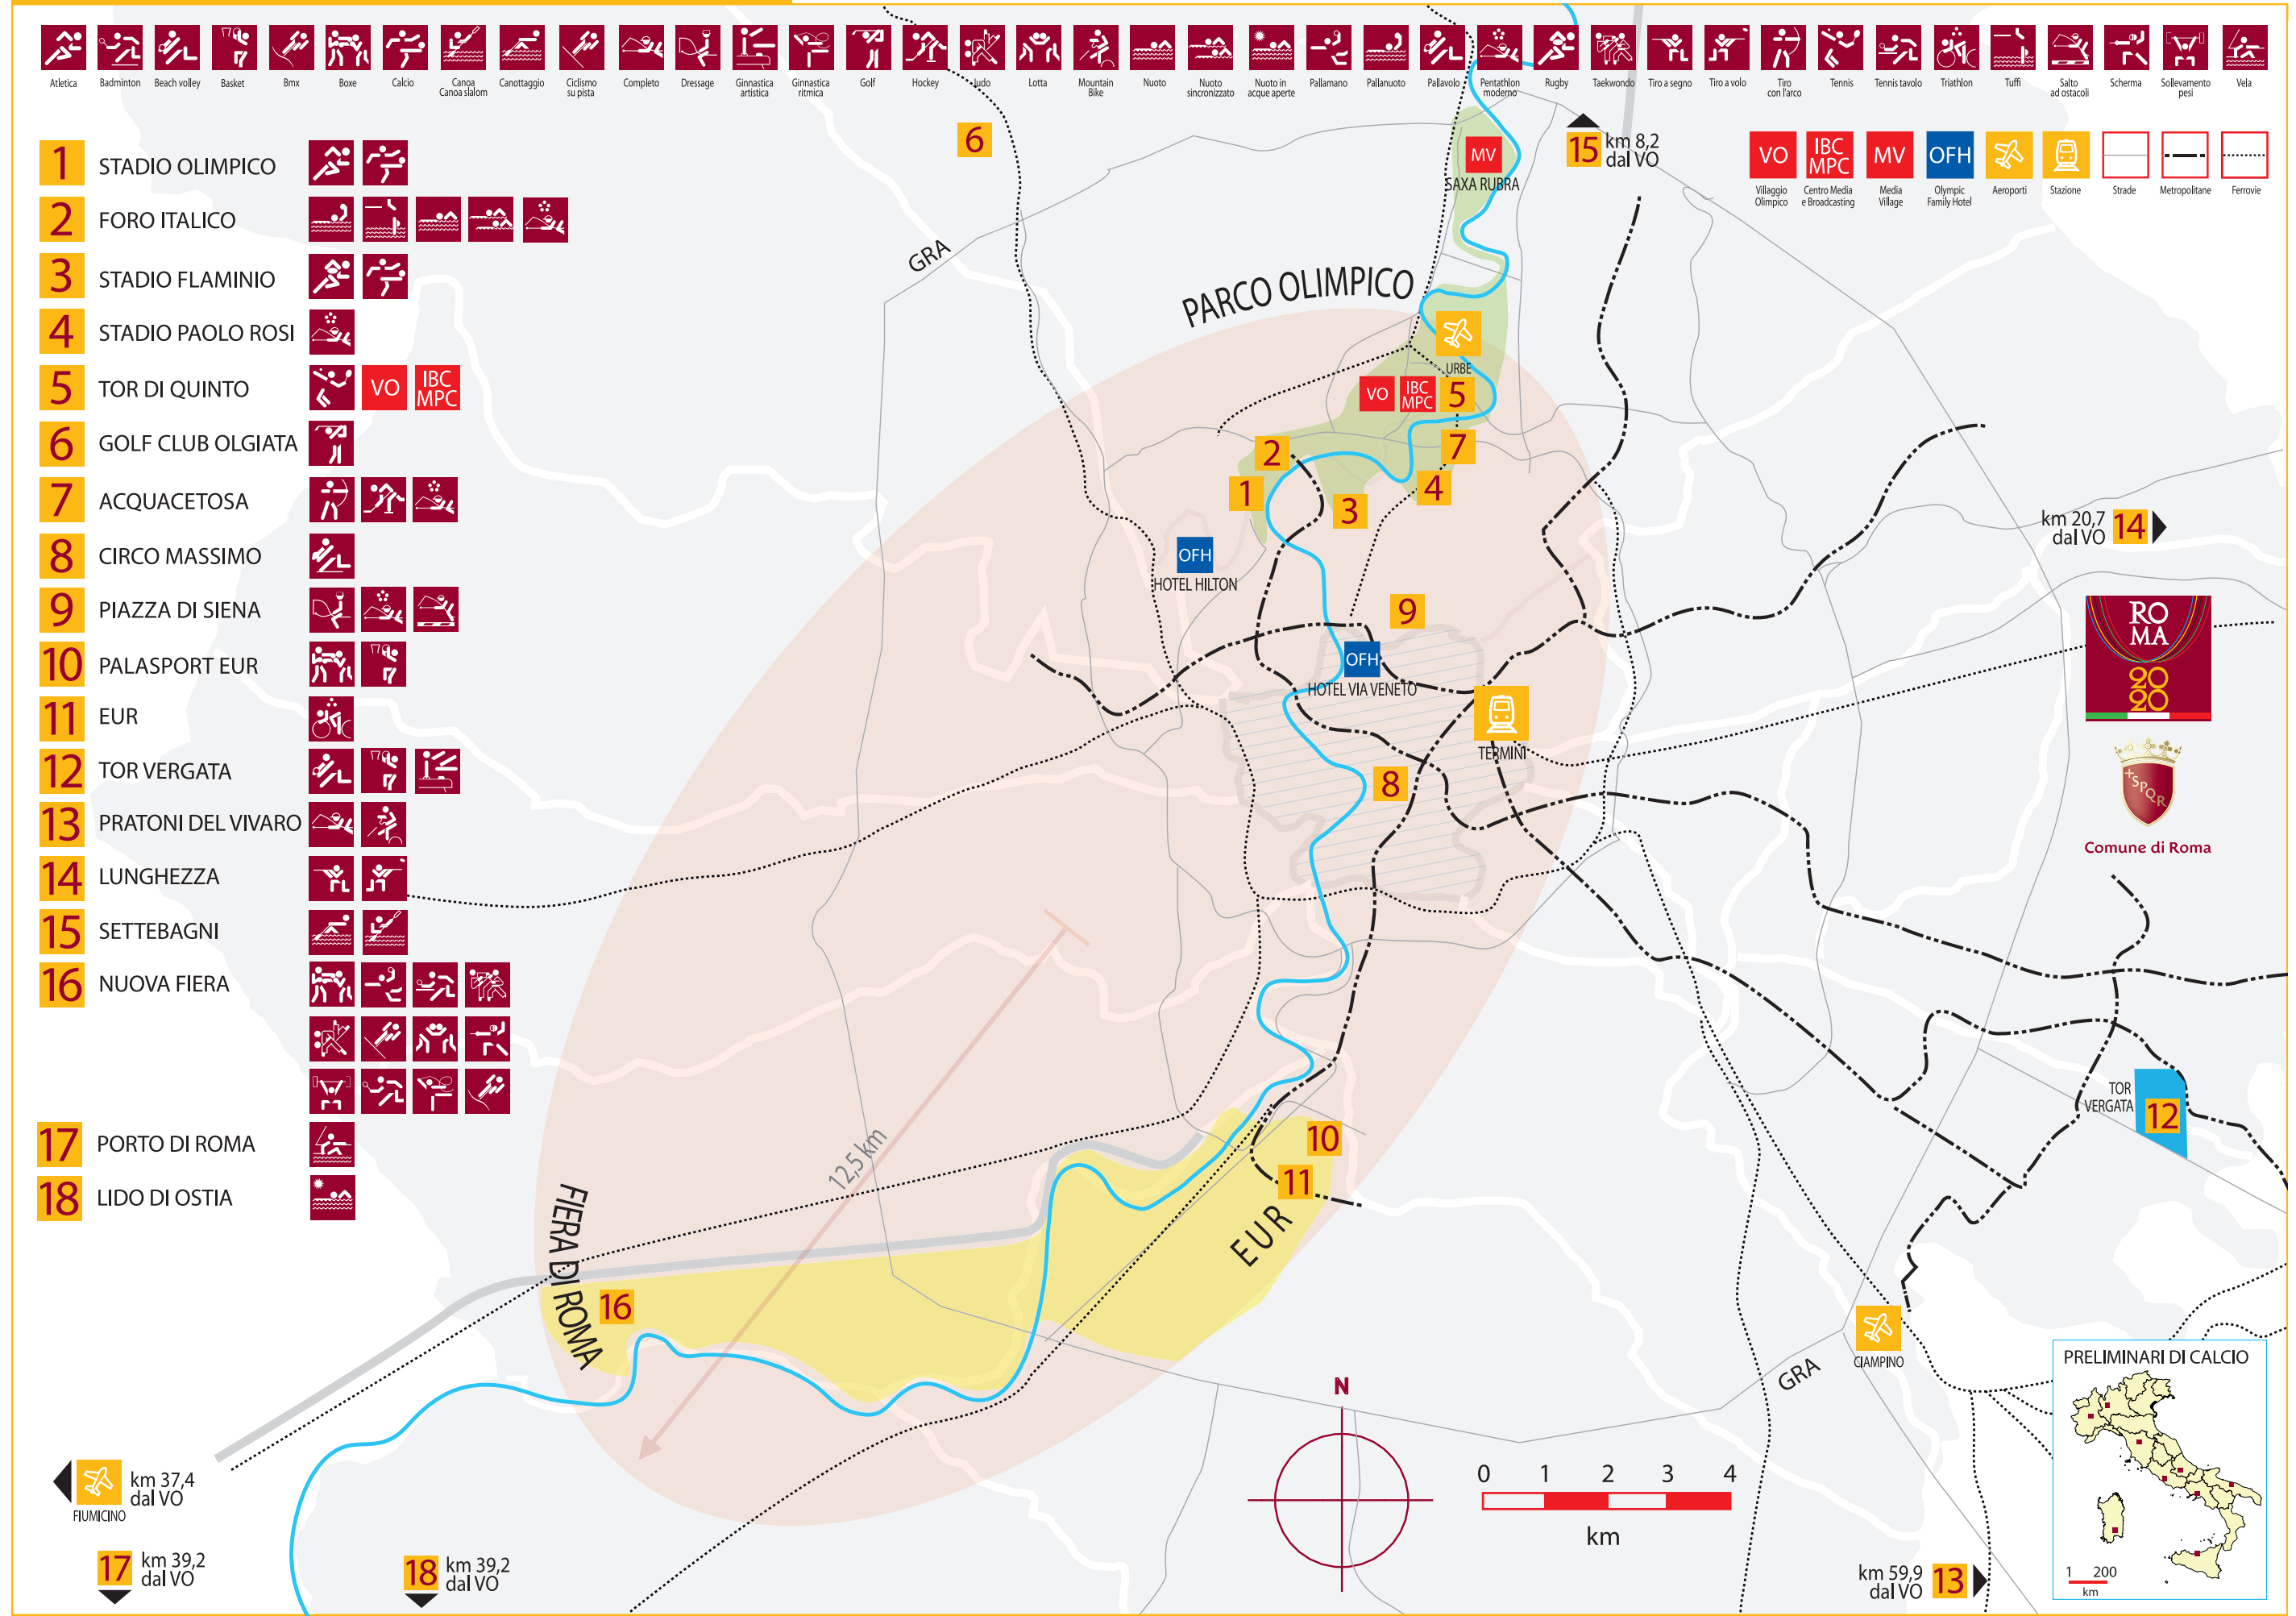 Atletica
Badminton
Beach volley
Basket
Bmx
Boxe
Calcio
Canoa
Canoa slalom
Canottaggio
Ciclismo
su pista
Completo
Dressage
Ginnastica
artistica
Ginnastica
ritmica
Golf
Hockey
Judo
Lotta
Mountain
Bike
Nuoto
Nuoto
sincronizzato
Nuoto in
acque aperte
Pallamano
Pallanuoto
Pallavolo
Pentathlon
moderno
Rugby
Taekwondo
Tiro a segno
Tiro a volo
Tiro
con l'arco
Tennis
Tennis tavolo
Triathlon
Tuffi
Salto
ad ostacoli
Scherma
Sollevamento
pesi
Vela
VO
Villaggio
Olimpico
IBC
MPC
Centro Media
e Broadcasting
MV
Media
Village
OFH
Olympic
Family Hotel
Aeroporti
Stazione
Strade
Metropolitane
Ferrovie
1 STADIO OLIMPICO
2 FORO ITALICO
3 STADIO FLAMINIO
4 STADIO PAOLO ROSI
5 TOR DI QUINTO VO IBC MPC
6 GOLF CLUB OLGIATA
7 ACQUACETOSA
8 CIRCO MASSIMO
9 PIAZZA DI SIENA
10 PALASPORT EUR
11 EUR
12 TOR VERGATA
13 PRATONI DEL VIVARO
14 LUNGHEZZA
15 SETTEBAGNI
16 NUOVA FIERA
17 PORTO DI ROMA
18 LIDO DI OSTIA
6
MV
SAXA RUBRA
15 km 8,2
dal VO
GRA
PARCO OLIMPICO
URBE
VO
IBC
MPC
5
2
7
1
4
3
km 20,7
dal VO 14
OFH
HOTEL HILTON
9
OFH
HOTEL VIA VENETO
TERMINI
8
RO
MA
20
20
SPQR
Comune di Roma
12,5 km
TOR
VERGATA
12
10
11
EUR
FIERA DI ROMA
16
CIAMPINO
GRA
km 37,4
dal VO
FIUMICINO
17 km 39,2
dal VO
18 km 39,2
dal VO
N
0 1 2 3 4
km
km 59,9
dal VO 13
PRELIMINARI DI CALCIO
1 200
km